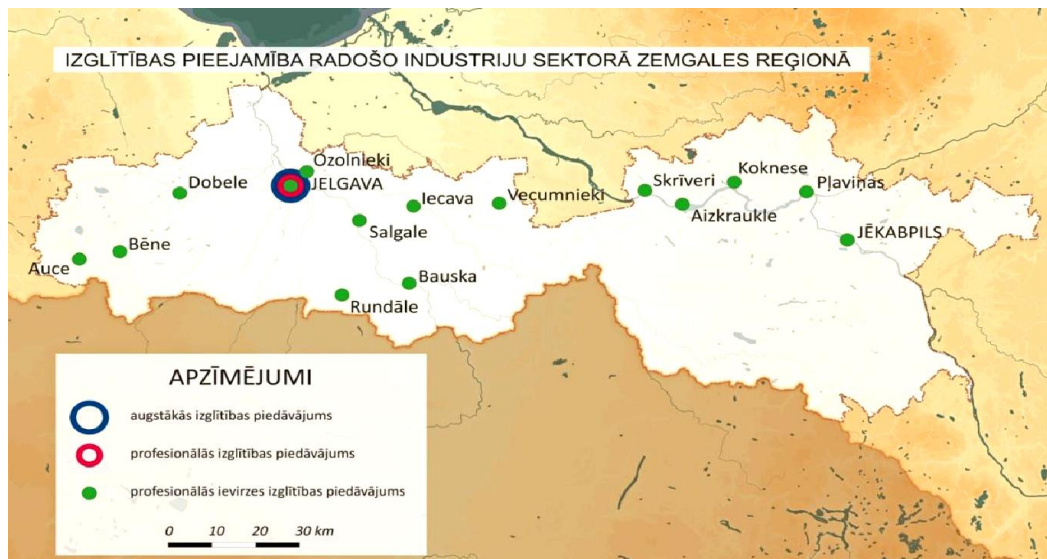 IZGLĪTĪBAS PIEEJAMĪBA RADOŠO INDUSTRIJU SEKTORĀ ZEMGALES REĢIONĀ
Ozolnieki
JELGAVA
Dobele
Iecava
Vecumnieki
Salgale
Bēne
Auce
Bauska
Rundāle
Koknese
Skrīveri
Pļaviņas
Aizkraukle
JĒKABPILS
APZĪMĒJUMI
augstākās izglītības piedāvājums
profesionālās izglītības piedāvājums
profesionālās ievirzes izglītības piedāvājums
0 10 20 30 km